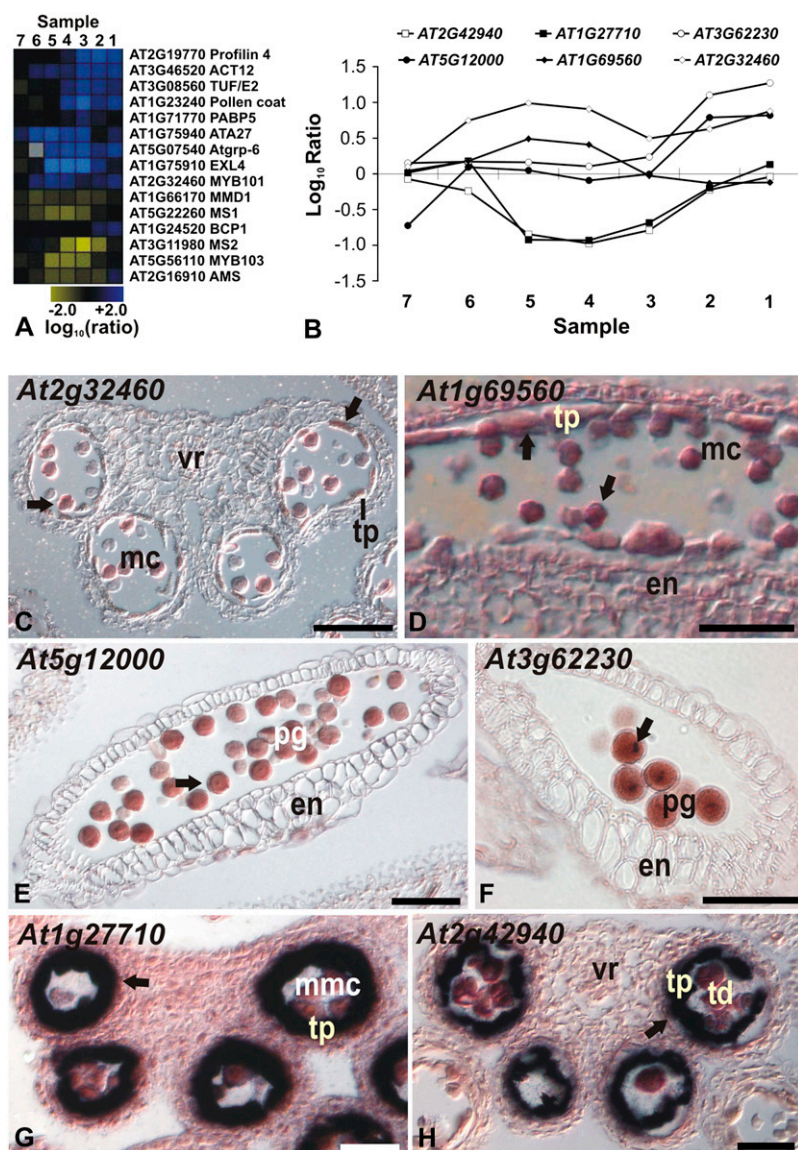 Sample
7 6 5 4 3 2 1
AT2G19770 Profilin 4
AT3G46520 ACT12
AT3G08560 TUF/E2
AT1G23240 Pollen coat
AT1G71770 PABP5
AT1G75940 ATA27
AT5G07540 Atgrp-6
AT1G75910 EXL4
AT2G32460 MYB101
AT1G66170 MMD1
AT5G22260 MS1
AT1G24520 BCP1
AT3G11980 MS2
AT5G56110 MYB103
AT2G16910 AMS
-2.0 +2.0
log₁₀(ratio)
A
AT2G42940 AT1G27710 AT3G62230
AT5G12000 AT1G69560 AT2G32460
1.5
1.0
0.5
0
-0.5
-1.0
-1.5
Log₁₀ Ratio
7 6 5 4 3 2 1
Sample
B
At2g32460
vr
tp
mc
C
At1g69560
tp
mc
en
D
At5g12000
pg
en
E
At3g62230
pg
en
F
At1g27710
mmc
tp
G
At2g42940
vr
tp
td
H